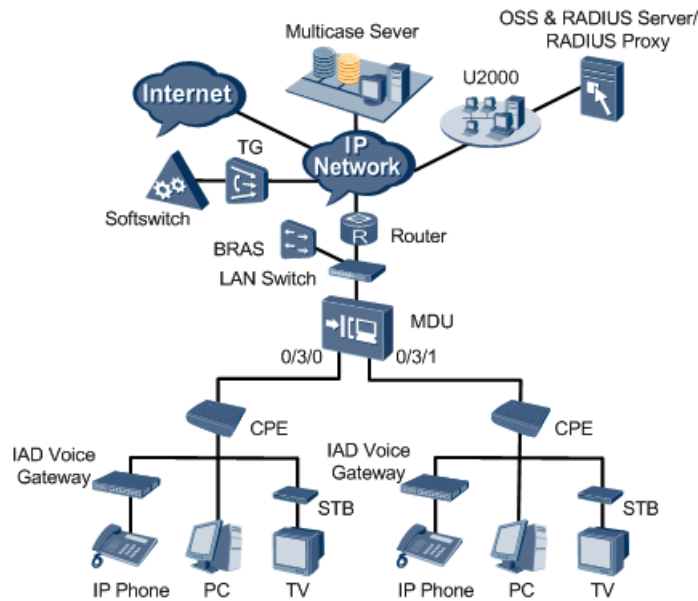 OSS & RADIUS Server/
RADIUS Proxy
Multicase Sever
U2000
Internet
IP
Network
TG
Softswitch
Router
BRAS
LAN Switch
MDU
0/3/0
0/3/1
CPE
CPE
IAD Voice
Gateway
IAD Voice
Gateway
STB
STB
IP Phone
PC
TV
IP Phone
PC
TV
R